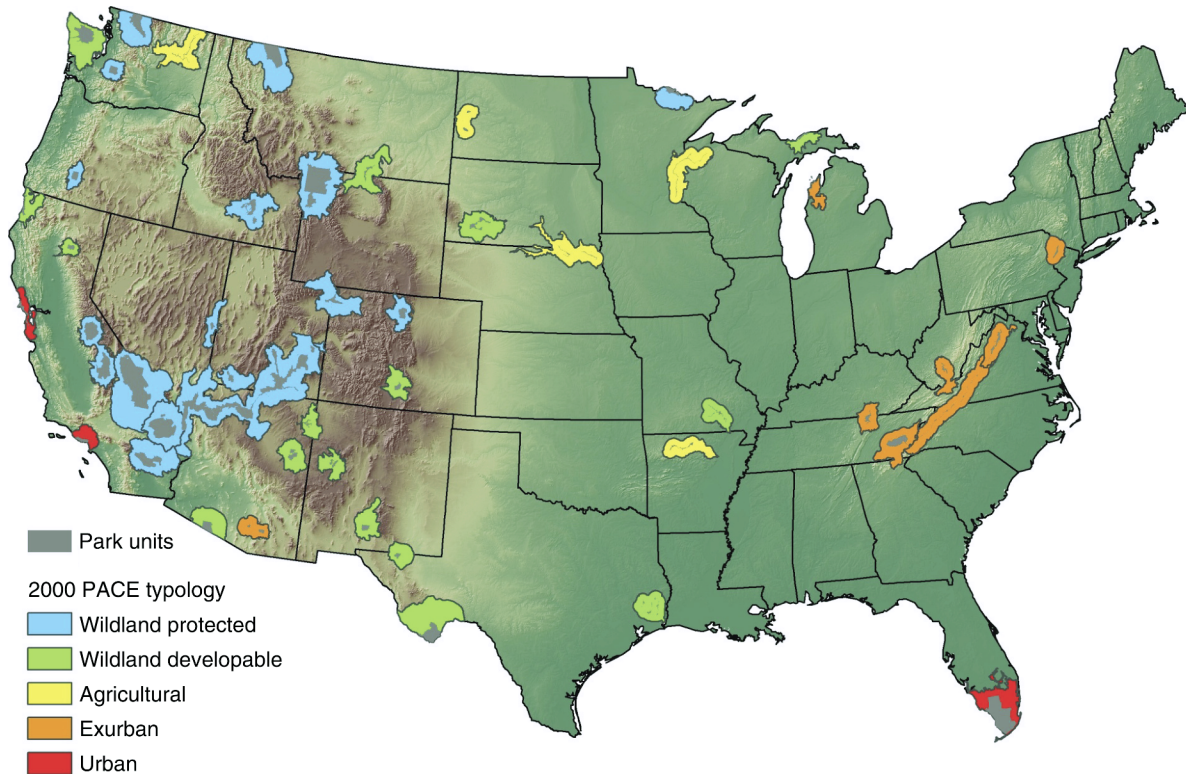 Park units
2000 PACE typology
Wildland protected
Wildland developable
Agricultural
Exurban
Urban